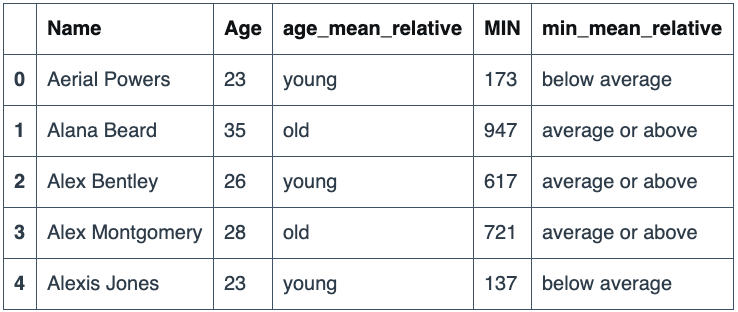 Name Age age_mean_relative MIN min_mean_relative
0 Aerial Powers 23 young 173 below average
1 Alana Beard 35 old 947 average or above
2 Alex Bentley 26 young 617 average or above
3 Alex Montgomery 28 old 721 average or above
4 Alexis Jones 23 young 137 below average